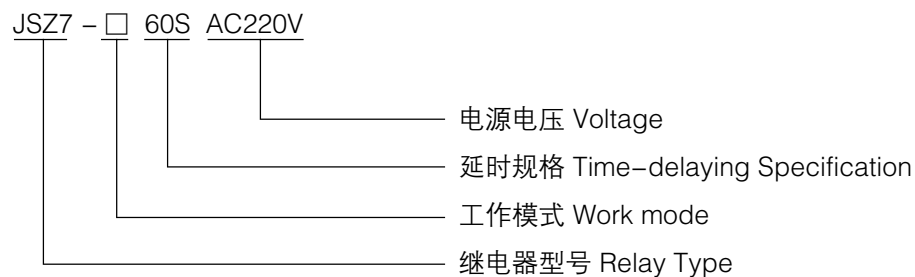 JSZ7 – □ 60S AC220V
电源电压 Voltage
延时规格 Time–delaying Specification
工作模式 Work mode
继电器型号 Relay Type